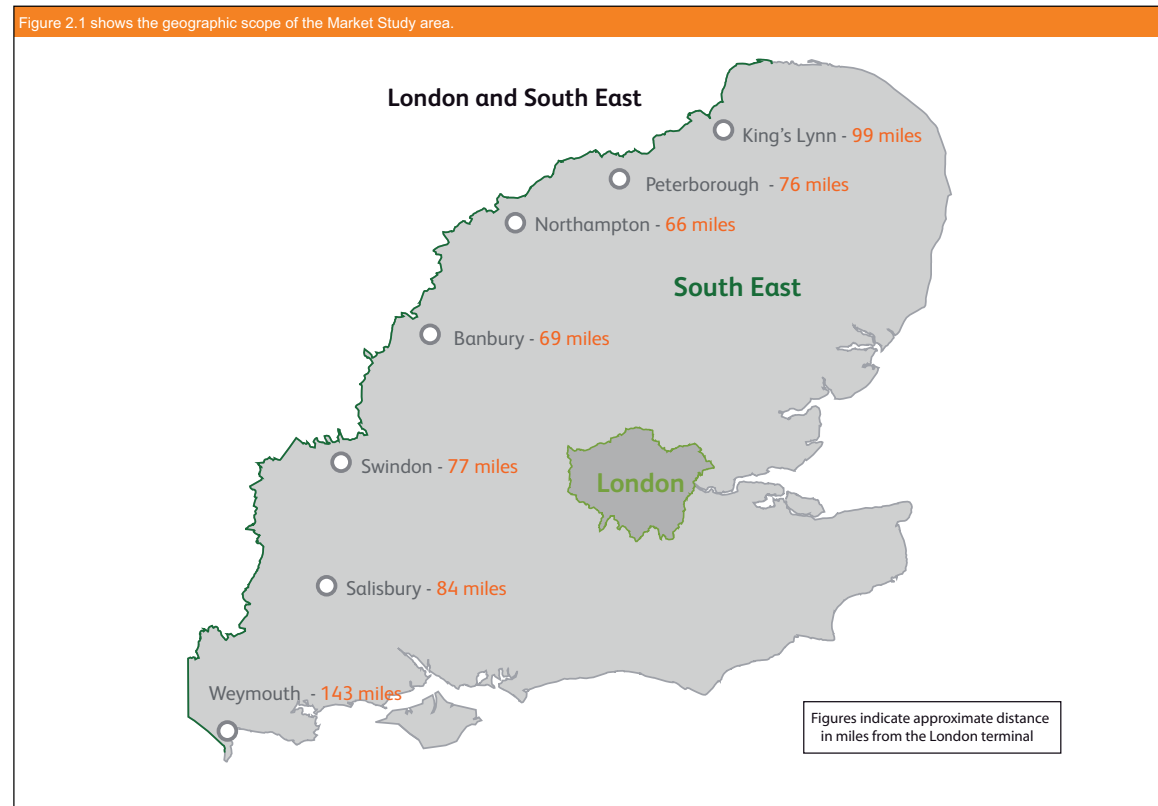 Figure 2.1 shows the geographic scope of the Market Study area.
London and South East
King's Lynn - 99 miles
Peterborough - 76 miles
Northampton - 66 miles
South East
Banbury - 69 miles
Swindon - 77 miles
London
Salisbury - 84 miles
Weymouth - 143 miles
Figures indicate approximate distance
in miles from the London terminal